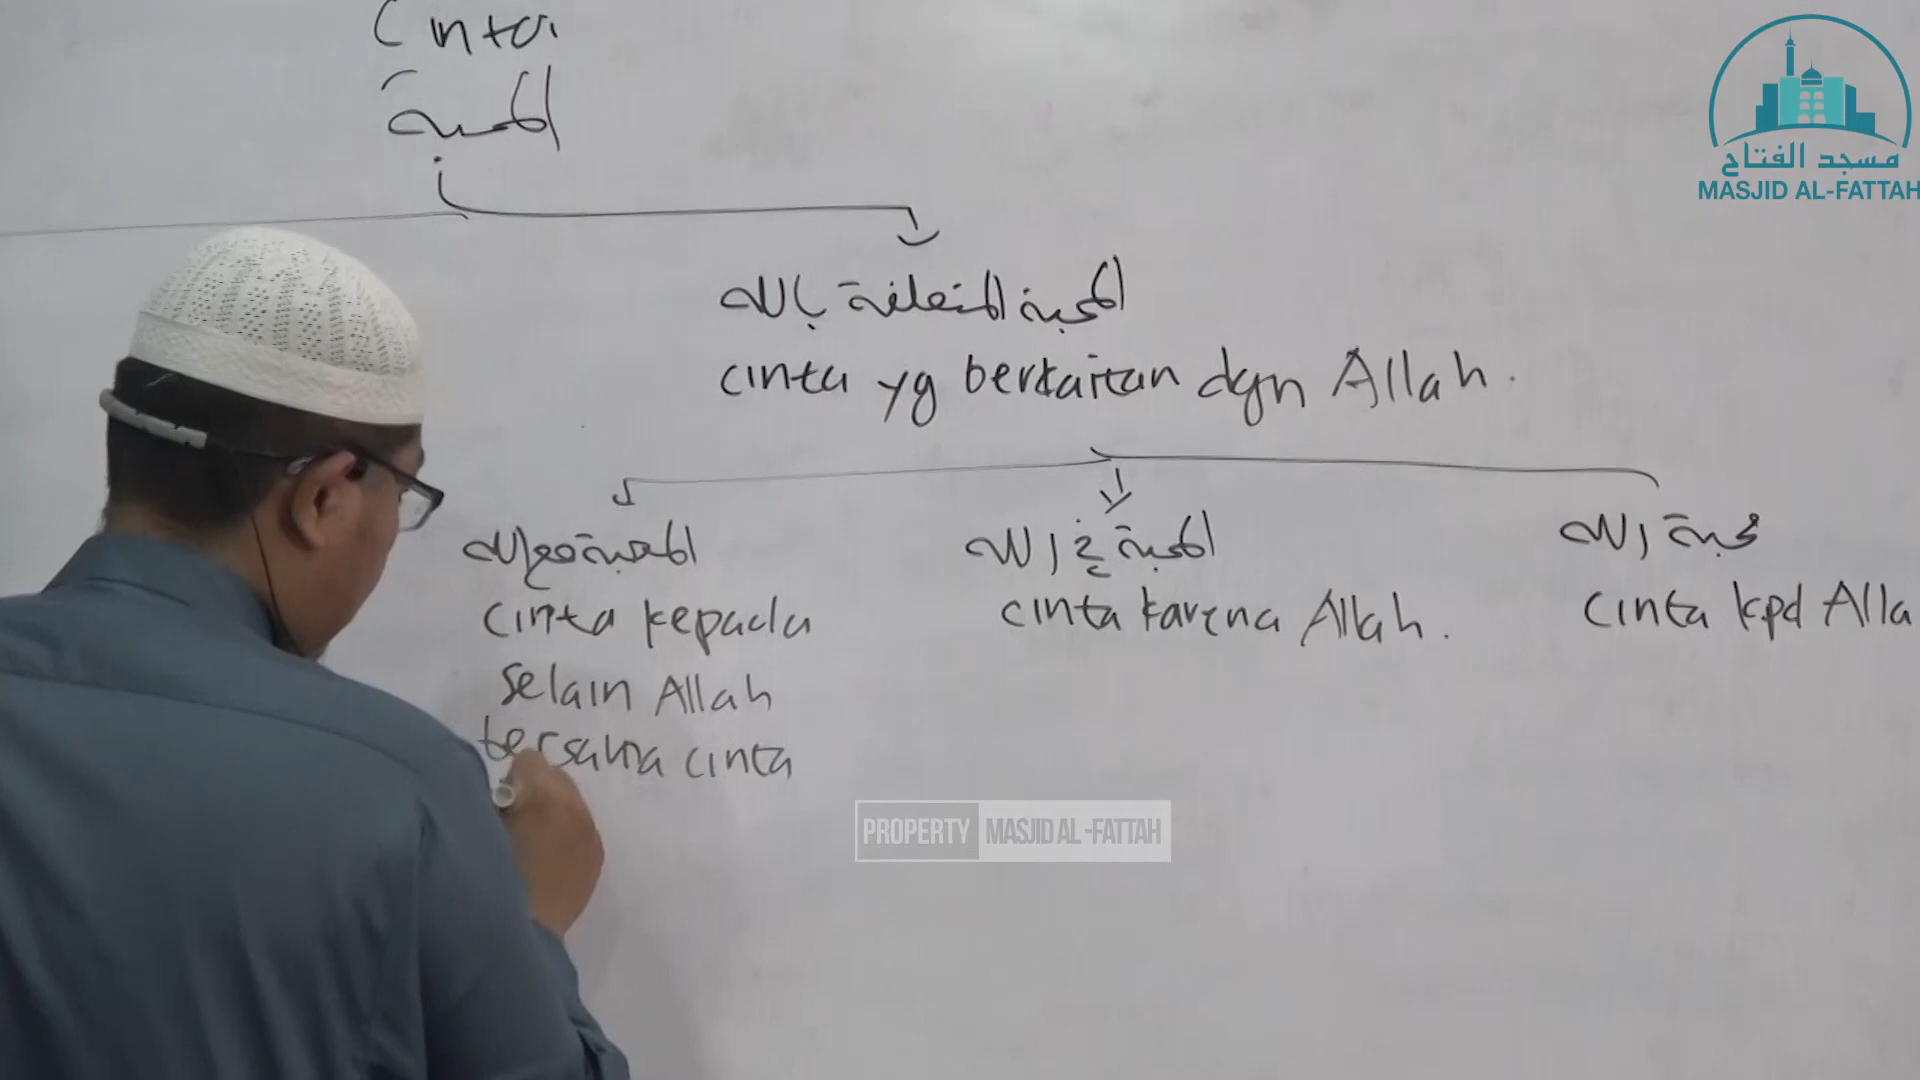 Cinta
المحبة
مسجد الفتاح
MASJID AL-FATTAH
المحبة المتعلقة بالله
cinta yg berkaitan dgn Allah.
محبة الله
cinta kpd Alla
المحبة في الله
cinta karena Allah.
المحبة مع الله
cinta kepada
selain Allah
bersama cinta
PROPERTY MASJID AL-FATTAH